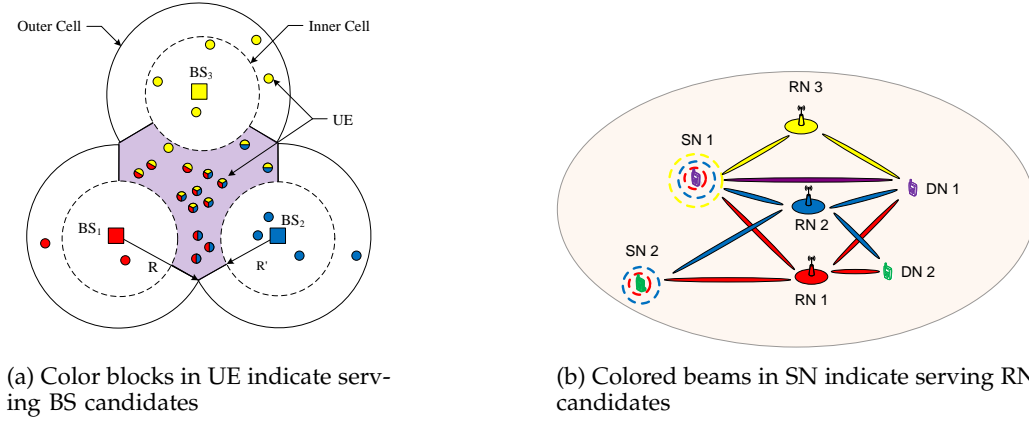 Outer Cell
Inner Cell
BS3
UE
BS1
BS2
R
R'
(a) Color blocks in UE indicate serv-
ing BS candidates
RN 3
SN 1
DN 1
RN 2
SN 2
DN 2
RN 1
(b) Colored beams in SN indicate serving RN
candidates